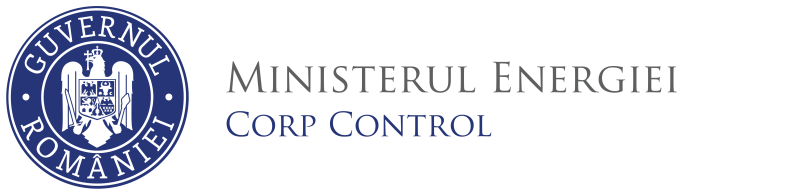 GUVERNUL
ROMÂNIEI
MINISTERUL ENERGIEI
CORP CONTROL